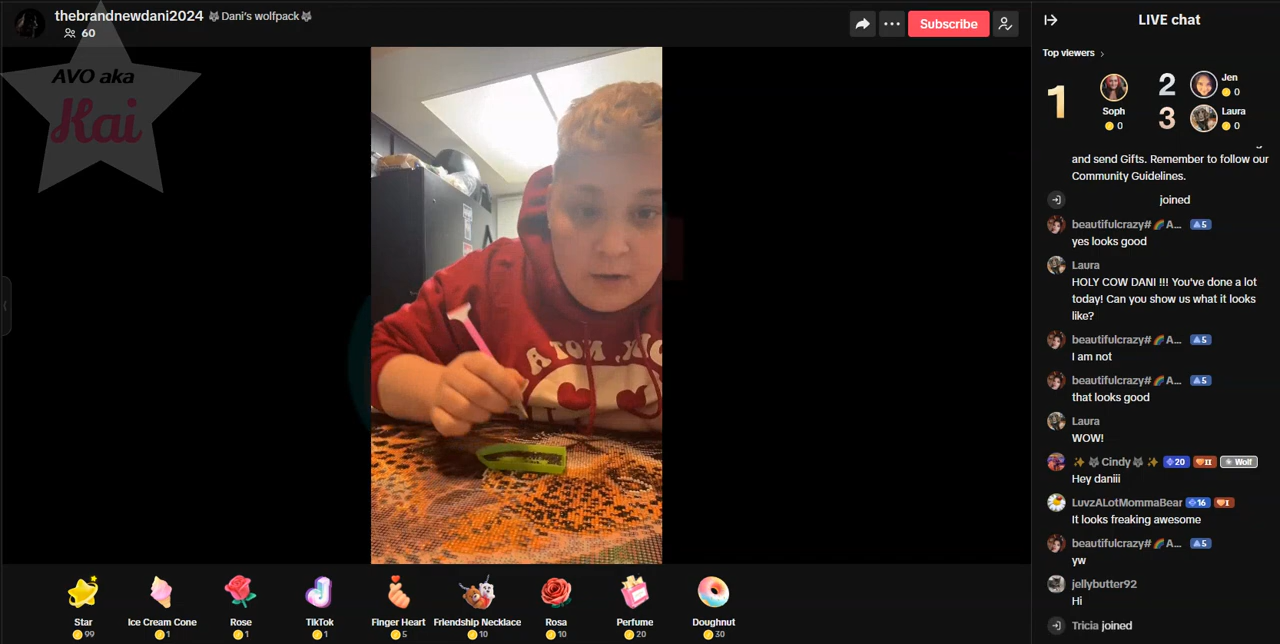 thebrandnewdani2024 🐺Dani's wolfpack🐺
60
Subscribe
AVO aka
Kai
LIVE chat
Top viewers
1
Soph
0
2
Jen
0
3
Laura
0
and send Gifts. Remember to follow our
Community Guidelines.
joined
beautifulcrazy#🌈A... 5
yes looks good
Laura
HOLY COW DANI !!! You've done a lot
today! Can you show us what it looks
like?
beautifulcrazy#🌈A... 5
I am not
beautifulcrazy#🌈A... 5
that looks good
Laura
WOW!
✨🐺Cindy🐺✨ 20 II Wolf
Hey daniii
LuvzALotMommaBear 16 I
It looks freaking awesome
beautifulcrazy#🌈A... 5
yw
jellybutter92
Hi
Tricia joined
Star
99
Ice Cream Cone
1
Rose
1
TikTok
1
Finger Heart
5
Friendship Necklace
10
Rosa
10
Perfume
20
Doughnut
30